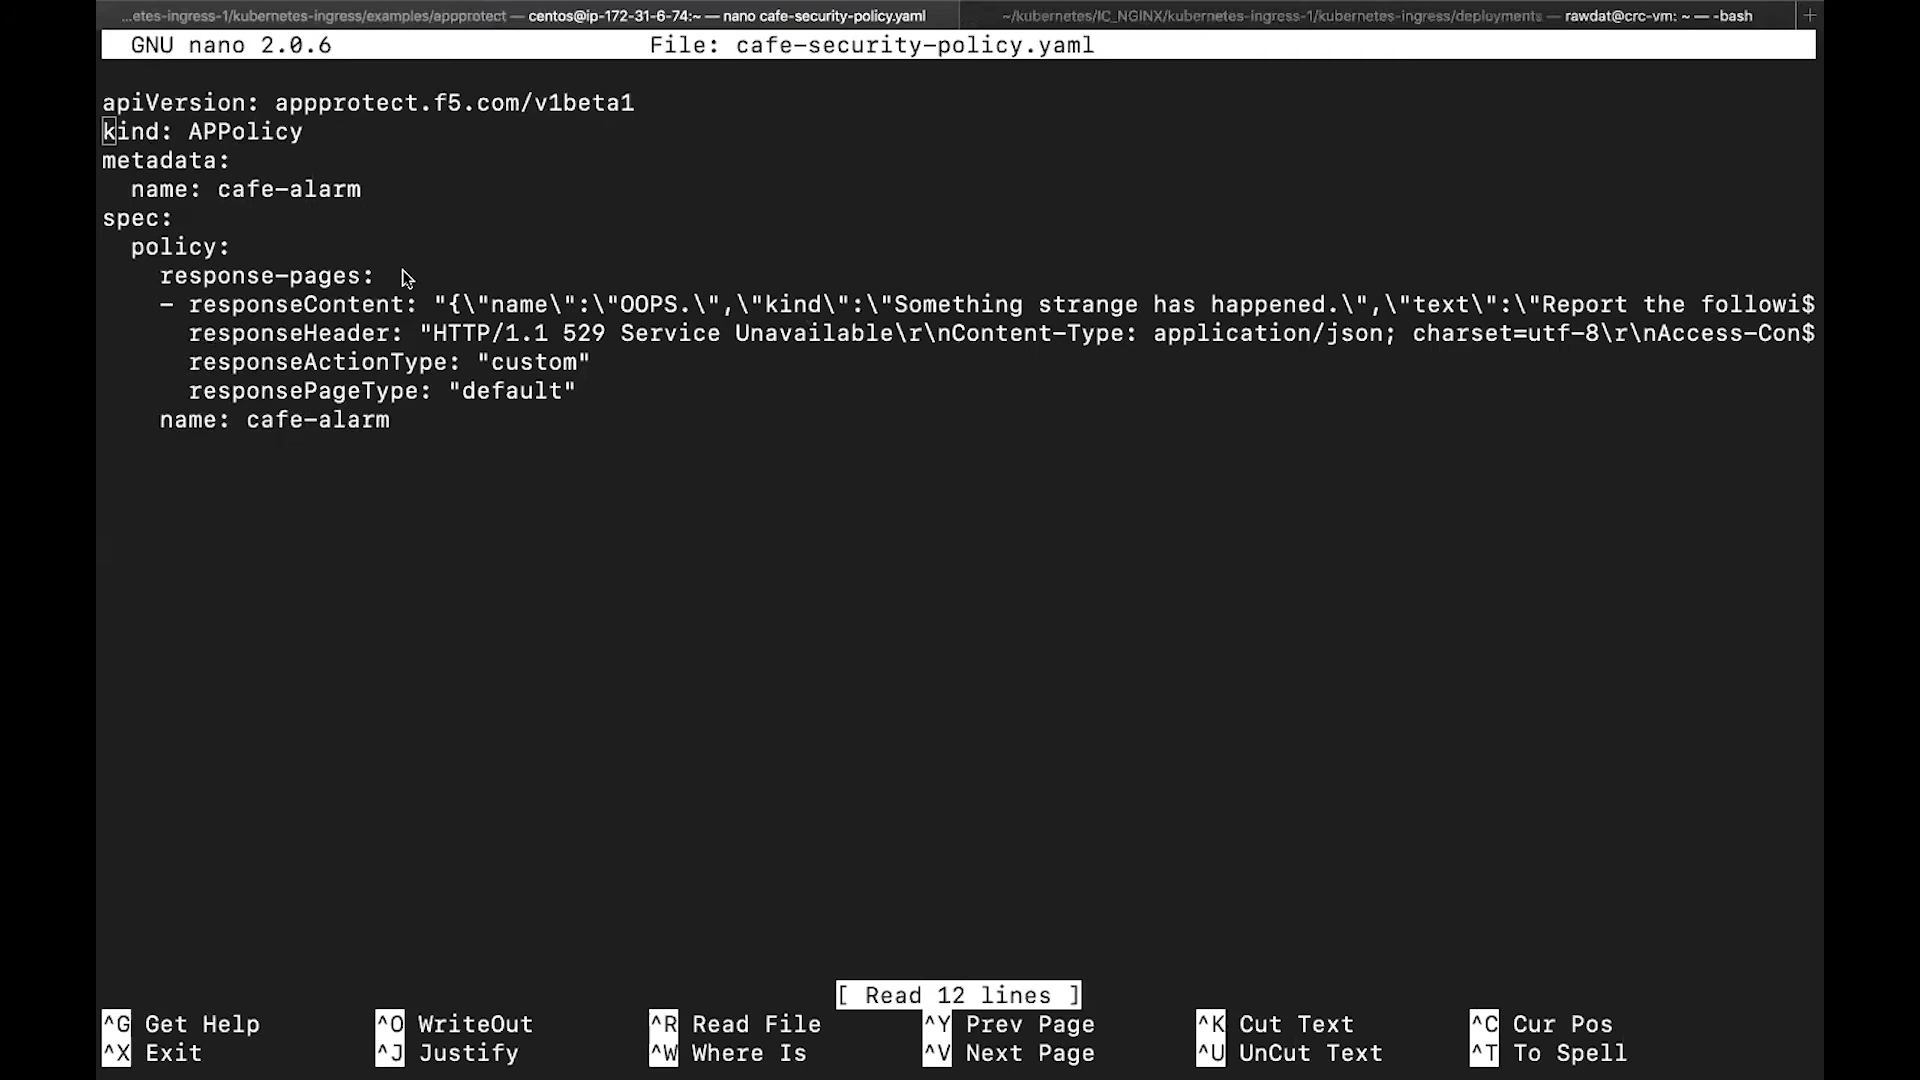 ...etes-ingress-1/kubernetes-ingress/examples/appprotect — centos@ip-172-31-6-74:~ — nano cafe-security-policy.yaml
~/kubernetes/IC_NGINX/kubernetes-ingress-1/kubernetes-ingress/deployments — rawdat@crc-vm: ~ — -bash +
GNU nano 2.0.6 File: cafe-security-policy.yaml
apiVersion: appprotect.f5.com/v1beta1
kind: APPolicy
metadata:
  name: cafe-alarm
spec:
  policy:
    response-pages:
    - responseContent: "{\"name\":\"OOPS.\",\"kind\":\"Something strange has happened.\",\"text\":\"Report the followi$
      responseHeader: "HTTP/1.1 529 Service Unavailable\r\nContent-Type: application/json; charset=utf-8\r\nAccess-Con$
      responseActionType: "custom"
      responsePageType: "default"
    name: cafe-alarm
[ Read 12 lines ]
^G Get Help ^O WriteOut ^R Read File ^Y Prev Page ^K Cut Text ^C Cur Pos
^X Exit ^J Justify ^W Where Is ^V Next Page ^U UnCut Text ^T To Spell